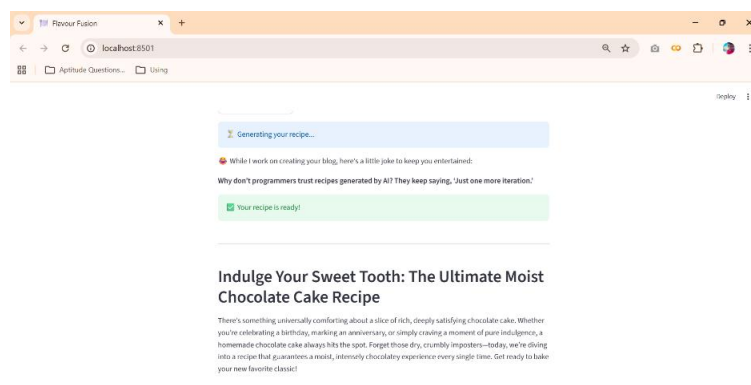 Flavour Fusion
localhost:8501
Aptitude Questions... Using
Deploy
Generating your recipe...
While I work on creating your blog, here's a little joke to keep you entertained:
Why don't programmers trust recipes generated by AI? They keep saying, 'Just one more iteration.'
Your recipe is ready!
Indulge Your Sweet Tooth: The Ultimate Moist
Chocolate Cake Recipe
There's something universally comforting about a slice of rich, deeply satisfying chocolate cake. Whether
you're celebrating a birthday, marking an anniversary, or simply craving a moment of pure indulgence, a
homemade chocolate cake always hits the spot. Forget those dry, crumbly imposters—today, we're diving
into a recipe that guarantees a moist, intensely chocolatey experience every single time. Get ready to bake
your new favorite classic!